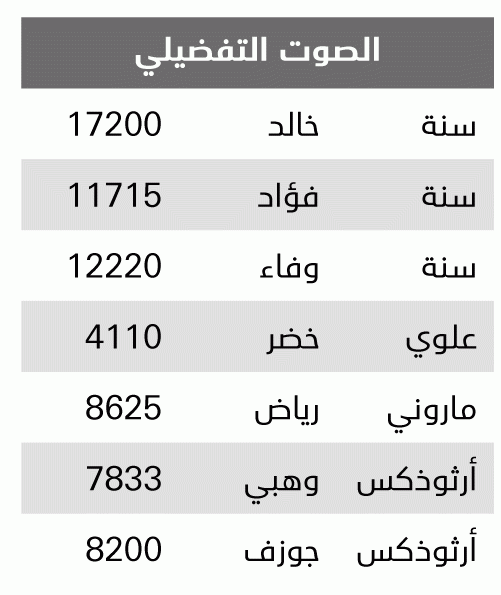 الصوت التفضيلي
سنة خالد 17200
سنة فؤاد 11715
سنة وفاء 12220
علوي خضر 4110
ماروني رياض 8625
أرثوذكس وهبي 7833
أرثوذكس جوزف 8200